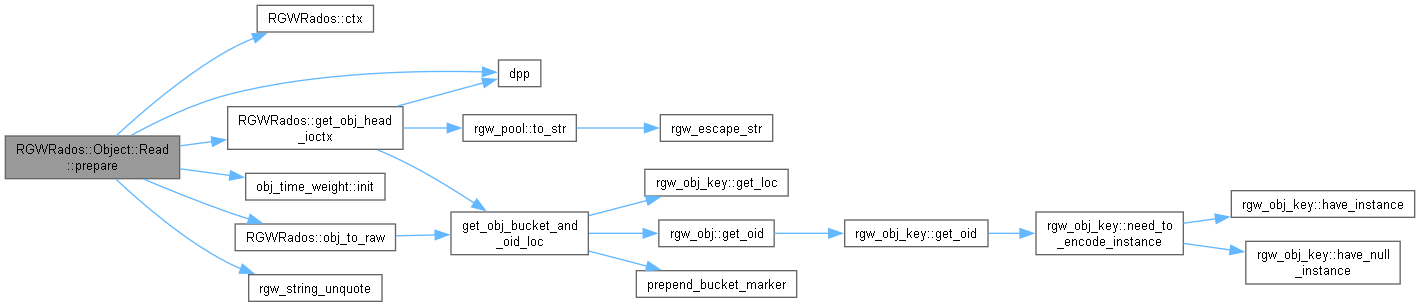 RGWRados::Object::Read
::prepare
RGWRados::ctx
dpp
RGWRados::get_obj_head
_ioctx
obj_time_weight::init
RGWRados::obj_to_raw
rgw_string_unquote
rgw_pool::to_str
rgw_escape_str
get_obj_bucket_and
_oid_loc
rgw_obj_key::get_loc
rgw_obj::get_oid
prepend_bucket_marker
rgw_obj_key::get_oid
rgw_obj_key::need_to
_encode_instance
rgw_obj_key::have_instance
rgw_obj_key::have_null
_instance